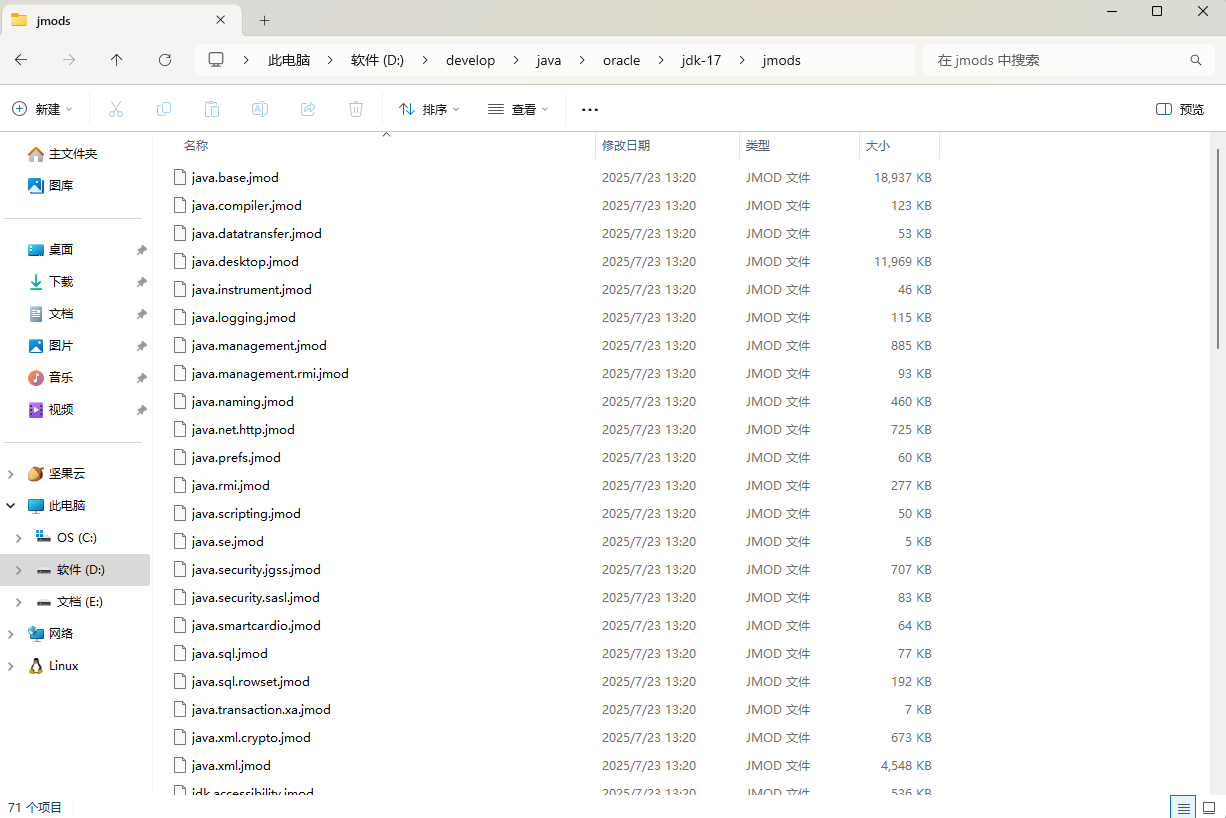 jmods
此电脑 软件 (D:) develop java oracle jdk-17 jmods 在 jmods 中搜索
新建 排序 查看 预览
主文件夹
图库
桌面
下载
文档
图片
音乐
视频
坚果云
此电脑
OS (C:)
软件 (D:)
文档 (E:)
网络
Linux
名称 修改日期 类型 大小
java.base.jmod 2025/7/23 13:20 JMOD 文件 18,937 KB
java.compiler.jmod 2025/7/23 13:20 JMOD 文件 123 KB
java.datatransfer.jmod 2025/7/23 13:20 JMOD 文件 53 KB
java.desktop.jmod 2025/7/23 13:20 JMOD 文件 11,969 KB
java.instrument.jmod 2025/7/23 13:20 JMOD 文件 46 KB
java.logging.jmod 2025/7/23 13:20 JMOD 文件 115 KB
java.management.jmod 2025/7/23 13:20 JMOD 文件 885 KB
java.management.rmi.jmod 2025/7/23 13:20 JMOD 文件 93 KB
java.naming.jmod 2025/7/23 13:20 JMOD 文件 460 KB
java.net.http.jmod 2025/7/23 13:20 JMOD 文件 725 KB
java.prefs.jmod 2025/7/23 13:20 JMOD 文件 60 KB
java.rmi.jmod 2025/7/23 13:20 JMOD 文件 277 KB
java.scripting.jmod 2025/7/23 13:20 JMOD 文件 50 KB
java.se.jmod 2025/7/23 13:20 JMOD 文件 5 KB
java.security.jgss.jmod 2025/7/23 13:20 JMOD 文件 707 KB
java.security.sasl.jmod 2025/7/23 13:20 JMOD 文件 83 KB
java.smartcardio.jmod 2025/7/23 13:20 JMOD 文件 64 KB
java.sql.jmod 2025/7/23 13:20 JMOD 文件 77 KB
java.sql.rowset.jmod 2025/7/23 13:20 JMOD 文件 192 KB
java.transaction.xa.jmod 2025/7/23 13:20 JMOD 文件 7 KB
java.xml.crypto.jmod 2025/7/23 13:20 JMOD 文件 673 KB
java.xml.jmod 2025/7/23 13:20 JMOD 文件 4,548 KB
jdk.accessibility.jmod 2025/7/23 13:20 JMOD 文件 536 KB
71 个项目